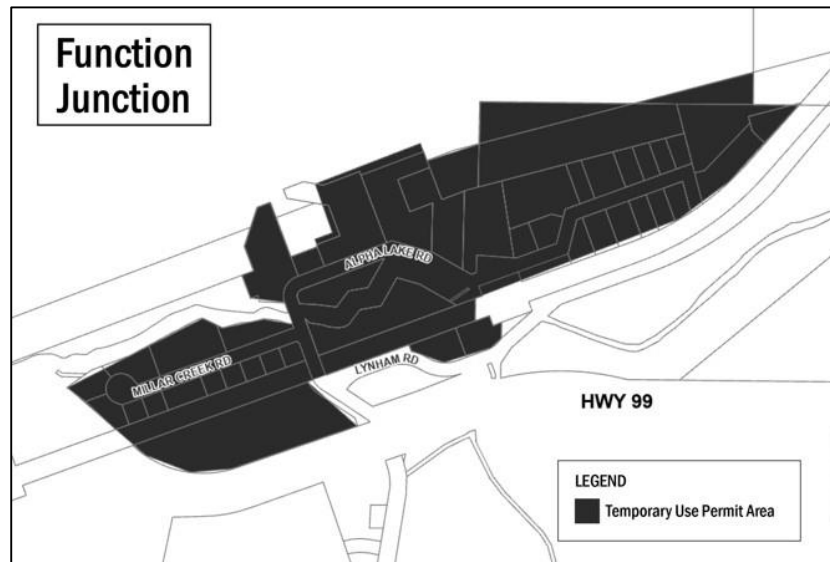 Function
Junction
ALPHA LAKE RD
MILLAR CREEK RD
LYNHAM RD
HWY 99
LEGEND
Temporary Use Permit Area